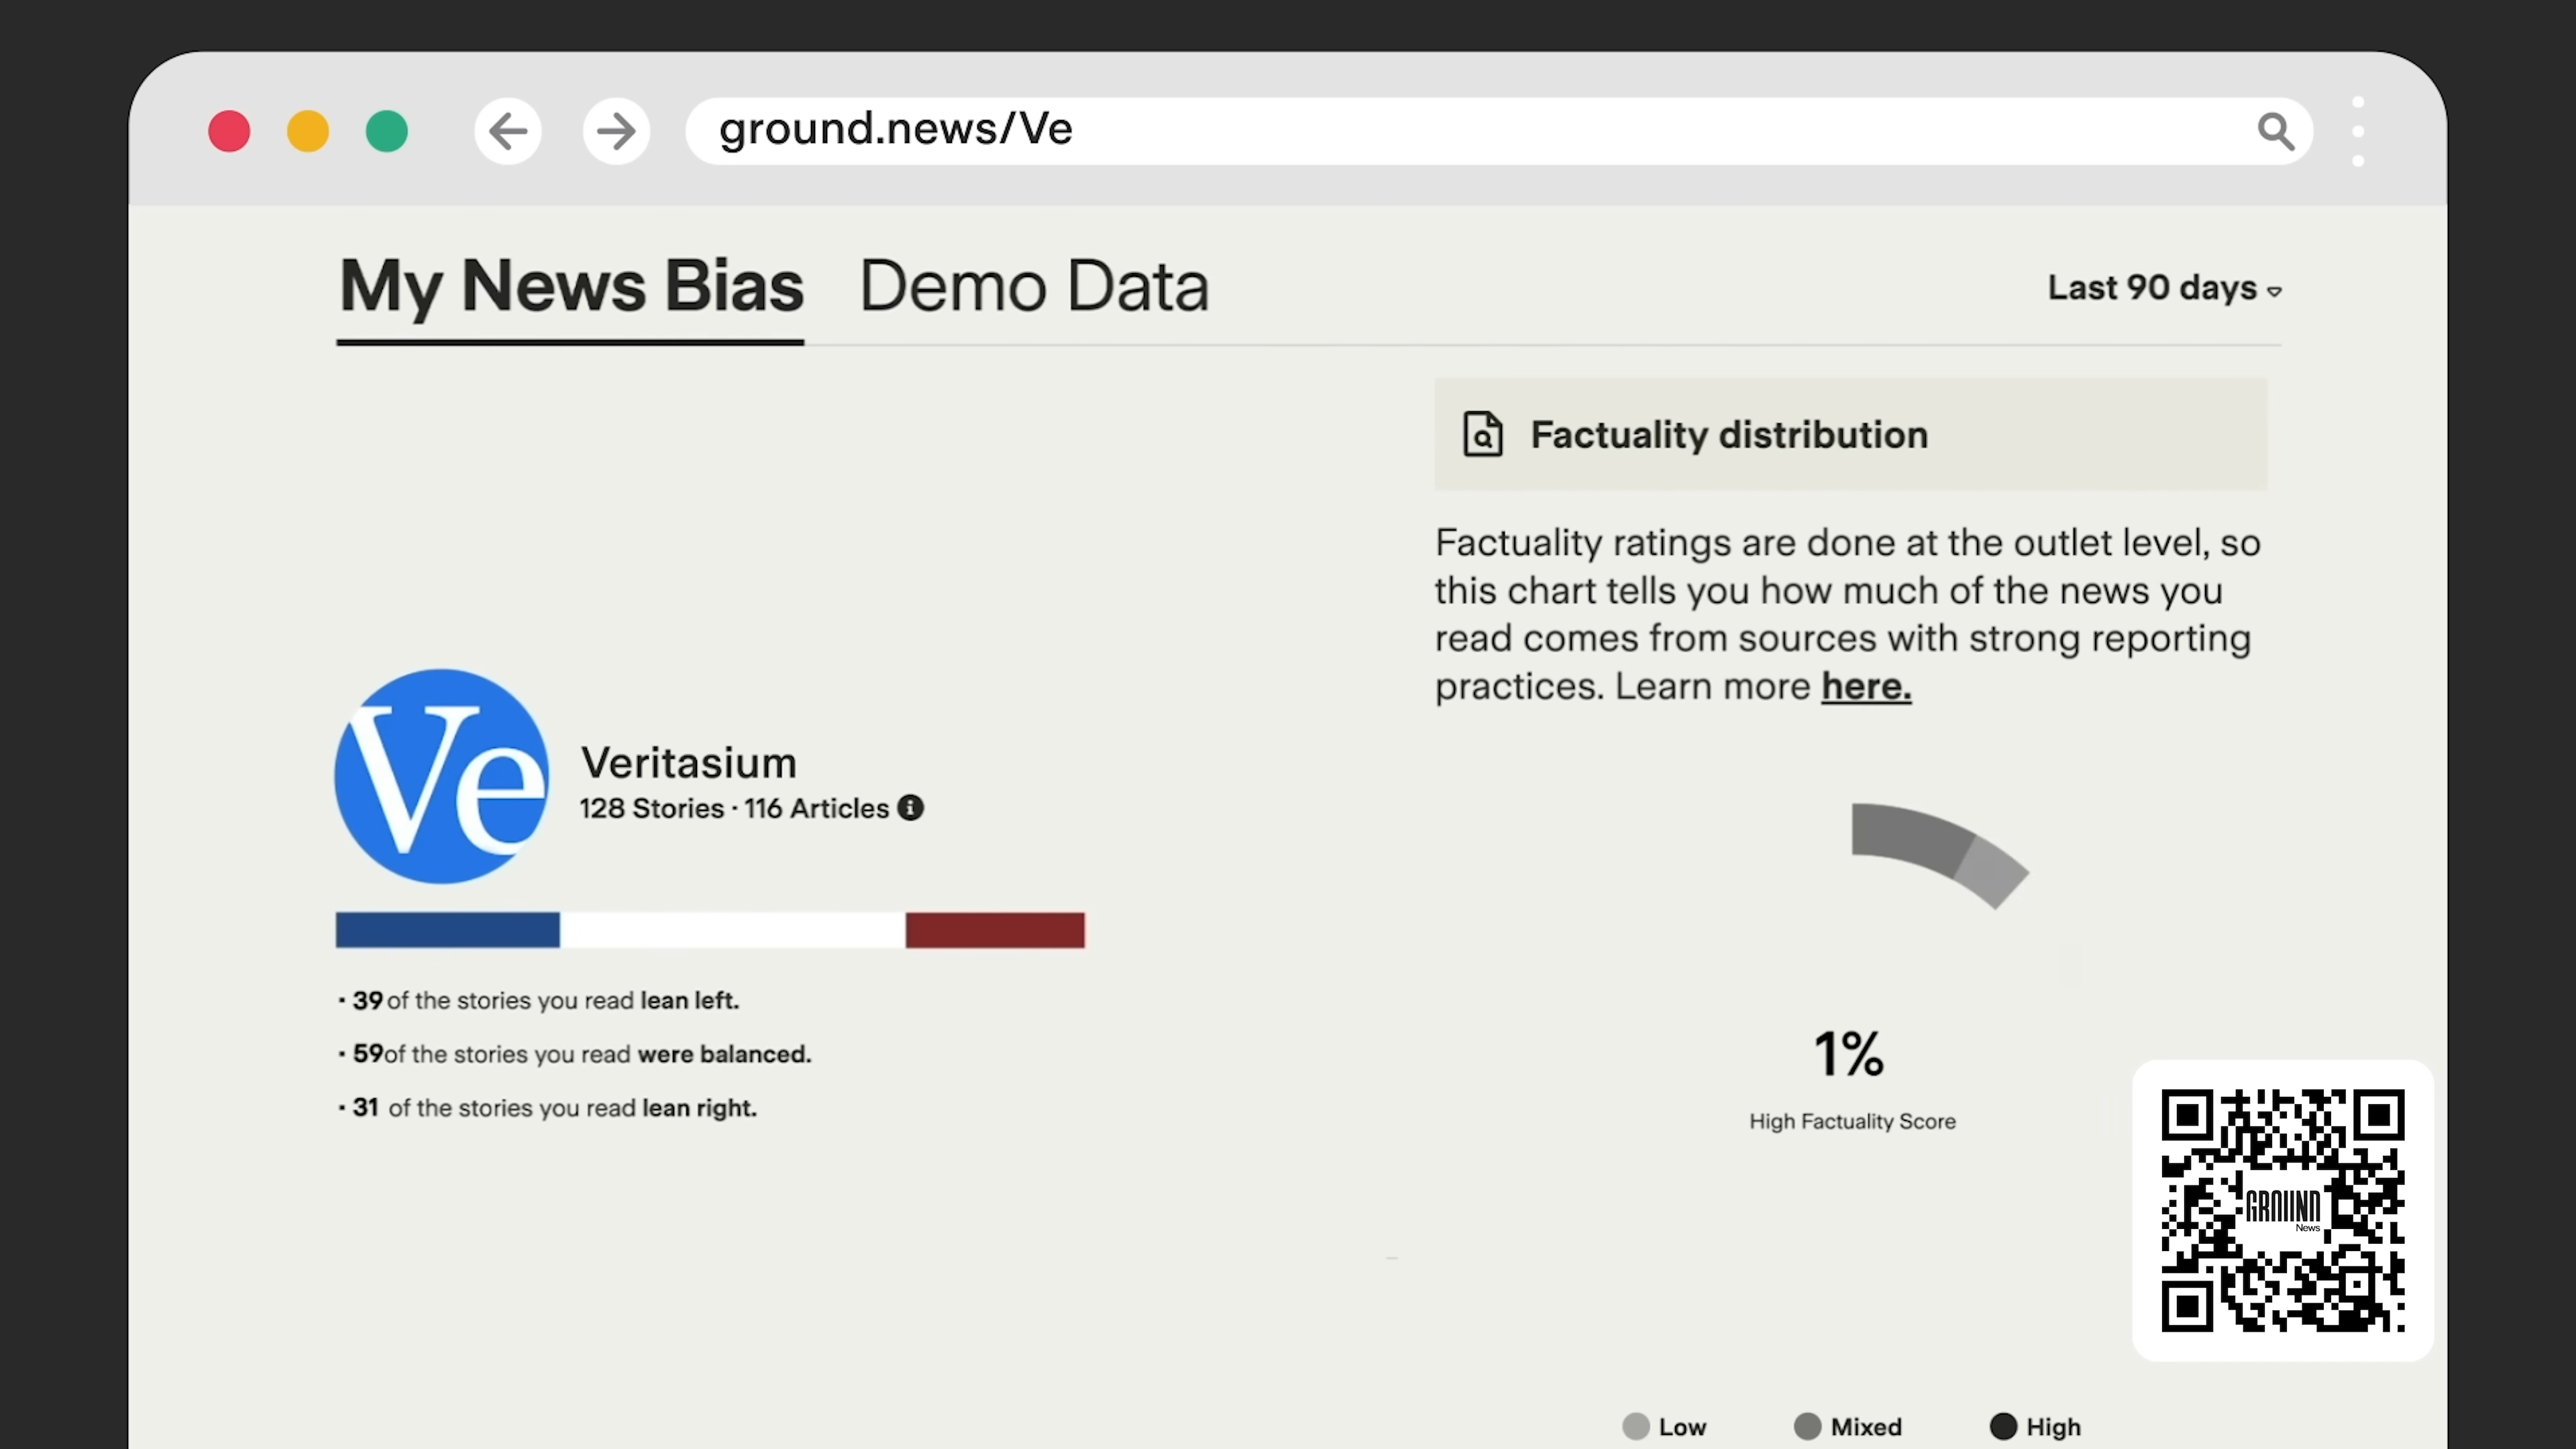 ground.news/Ve
My News Bias
Demo Data
Last 90 days
Factuality distribution
Factuality ratings are done at the outlet level, so
this chart tells you how much of the news you
read comes from sources with strong reporting
practices. Learn more here.
Ve
Veritasium
128 Stories · 116 Articles
· 39 of the stories you read lean left.
· 59of the stories you read were balanced.
· 31 of the stories you read lean right.
1%
High Factuality Score
GROUND
News
Low
Mixed
High